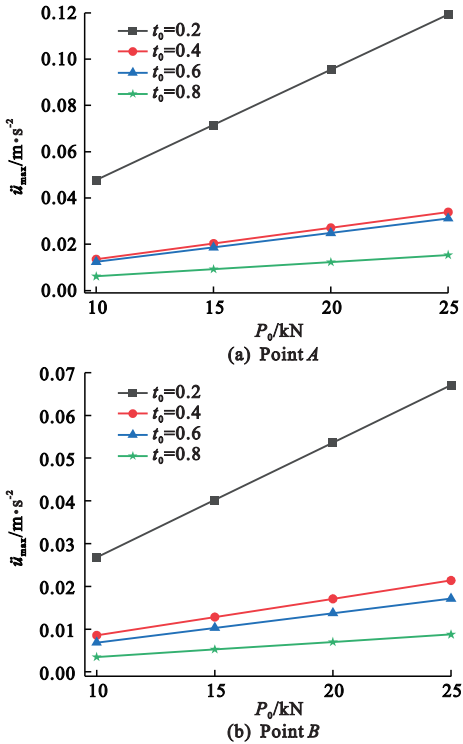 0.12
0.10
0.08
0.06
0.04
0.02
0.00
ü_max/m·s⁻²
t₀=0.2
t₀=0.4
t₀=0.6
t₀=0.8
10 15 20 25
P₀/kN
(a) Point A
0.07
0.06
0.05
0.04
0.03
0.02
0.01
0.00
ü_max/m·s⁻²
t₀=0.2
t₀=0.4
t₀=0.6
t₀=0.8
10 15 20 25
P₀/kN
(b) Point B